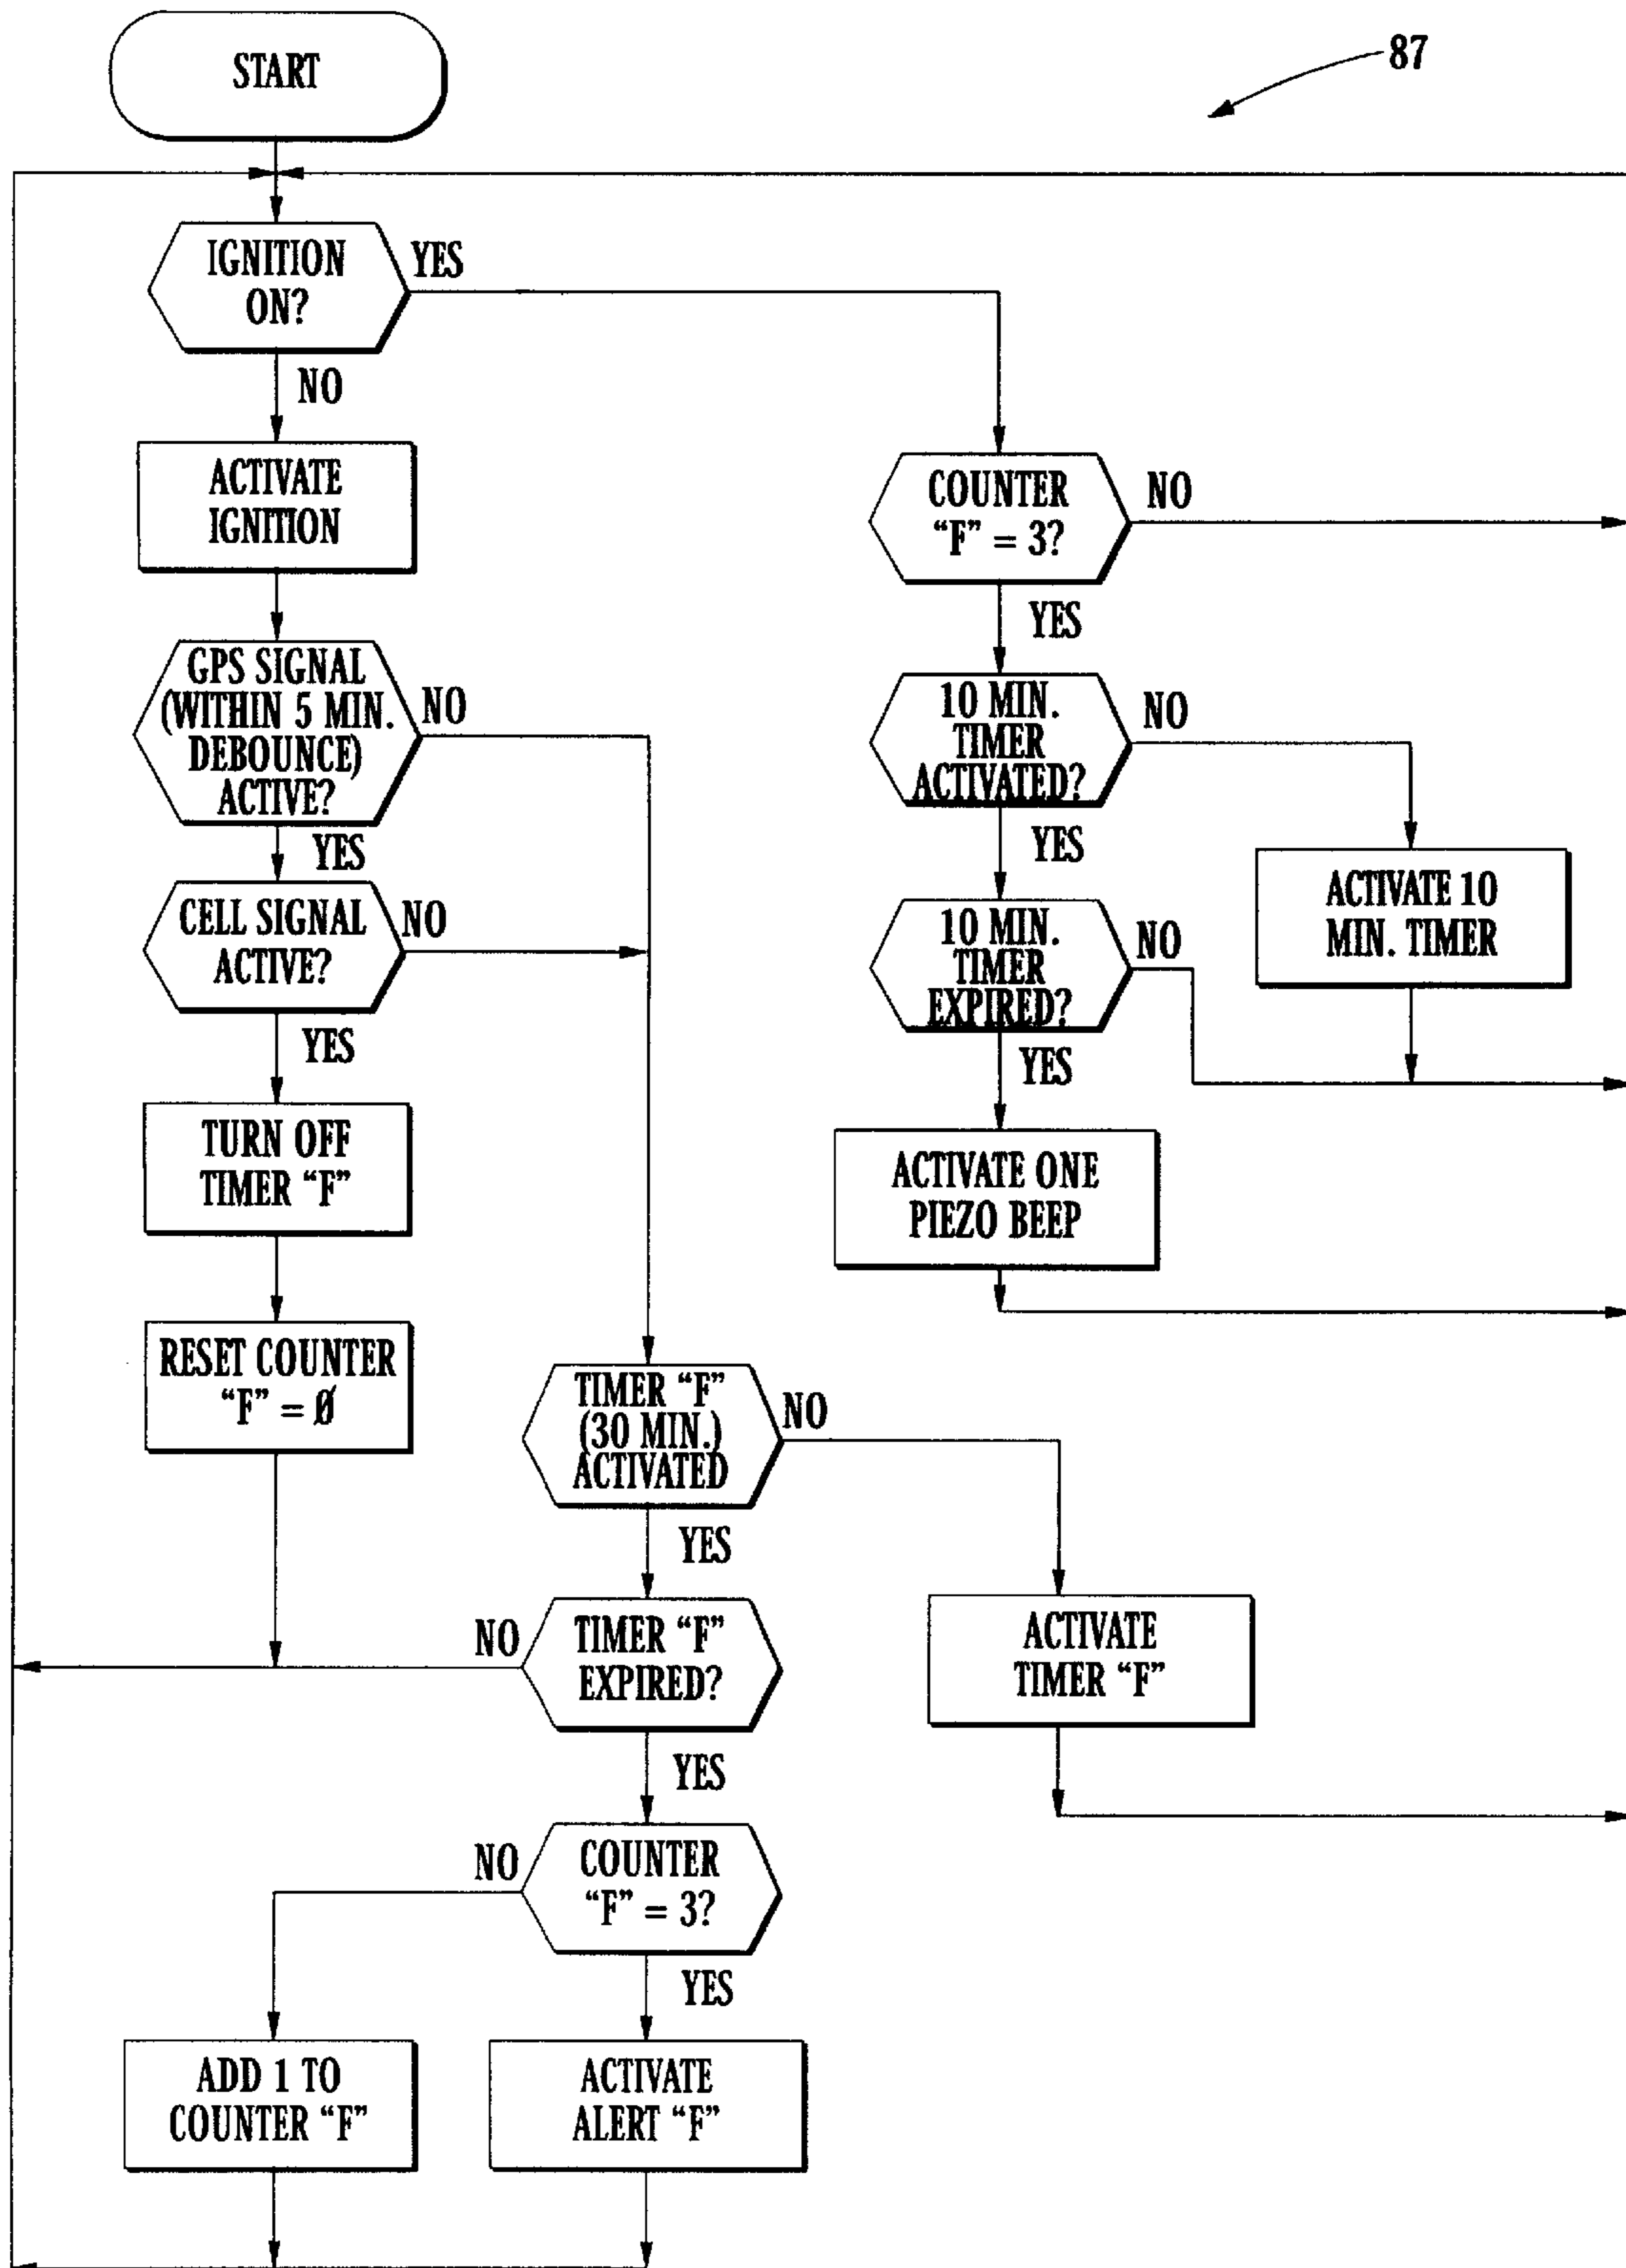 START
87
IGNITION
ON?
YES
NO
ACTIVATE
IGNITION
COUNTER
“F” = 3?
NO
YES
GPS SIGNAL
(WITHIN 5 MIN.
DEBOUNCE)
ACTIVE?
NO
YES
10 MIN.
TIMER
ACTIVATED?
NO
YES
ACTIVATE 10
MIN. TIMER
CELL SIGNAL
ACTIVE?
NO
YES
10 MIN.
TIMER
EXPIRED?
NO
YES
TURN OFF
TIMER “F”
ACTIVATE ONE
PIEZO BEEP
RESET COUNTER
“F” = Ø
TIMER “F”
(30 MIN.)
ACTIVATED
NO
YES
TIMER “F”
EXPIRED?
NO
YES
ACTIVATE
TIMER “F”
COUNTER
“F” = 3?
NO
YES
ADD 1 TO
COUNTER “F”
ACTIVATE
ALERT “F”